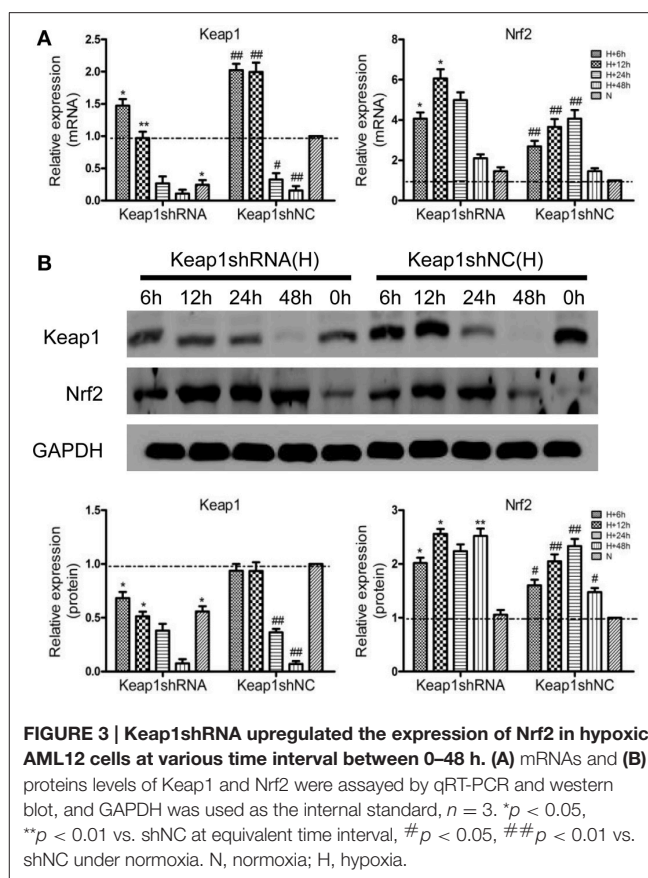 A
Keap1
Nrf2
Relative expression
(mRNA)
2.5
2.0
1.5
1.0
0.5
0.0
* ** * ## ## # ##
Keap1shRNA Keap1shNC
Relative expression
(mRNA)
8
6
4
2
0
* * ## ## ##
Keap1shRNA Keap1shNC
H+6h
H+12h
H+24h
H+48h
N
B
Keap1shRNA(H) Keap1shNC(H)
6h 12h 24h 48h 0h 6h 12h 24h 48h 0h
Keap1
Nrf2
GAPDH
Keap1
Nrf2
Relative expression
(protein)
1.5
1.0
0.5
0.0
* * * ## ##
Keap1shRNA Keap1shNC
Relative expression
(protein)
3
2
1
0
* * ** # ## ## #
Keap1shRNA Keap1shNC
H+6h
H+12h
H+24h
H+48h
N
FIGURE 3 | Keap1shRNA upregulated the expression of Nrf2 in hypoxic
AML12 cells at various time interval between 0–48 h. (A) mRNAs and (B)
proteins levels of Keap1 and Nrf2 were assayed by qRT-PCR and western
blot, and GAPDH was used as the internal standard, n = 3. *p < 0.05,
**p < 0.01 vs. shNC at equivalent time interval, #p < 0.05, ##p < 0.01 vs.
shNC under normoxia. N, normoxia; H, hypoxia.